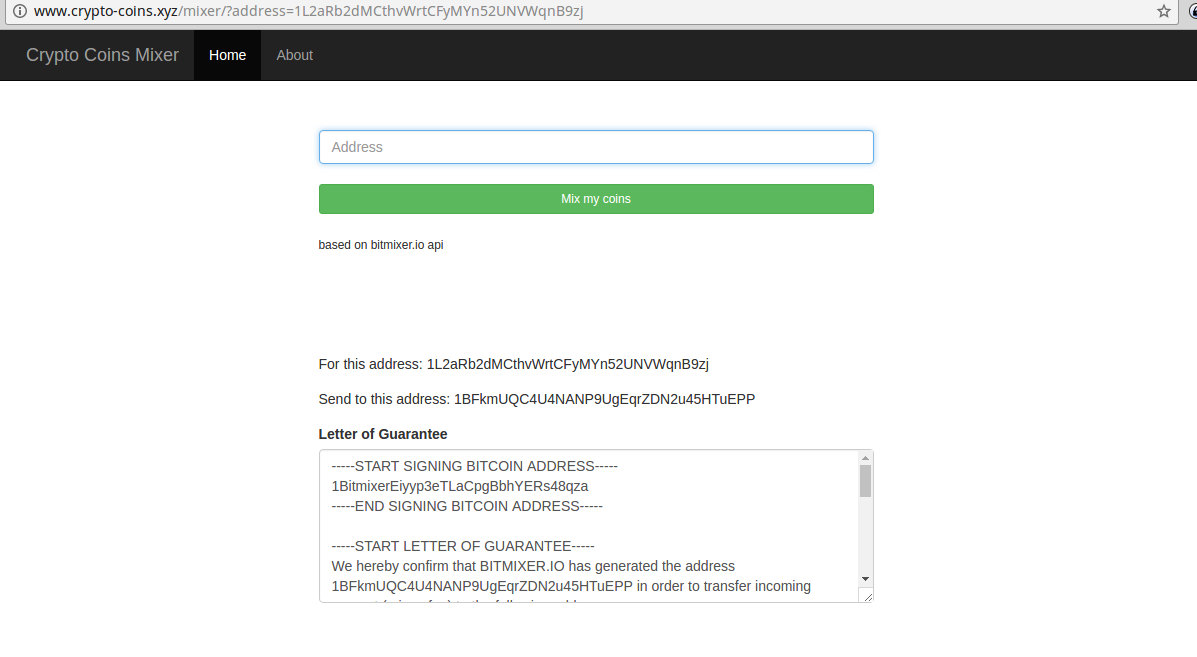 www.crypto-coins.xyz/mixer/?address=1L2aRb2dMCthvWrtCFyMYn52UNVWqnB9zj
Crypto Coins Mixer Home About
Address
Mix my coins
based on bitmixer.io api
For this address: 1L2aRb2dMCthvWrtCFyMYn52UNVWqnB9zj
Send to this address: 1BFkmUQC4U4NANP9UgEqrZDN2u45HTuEPP
Letter of Guarantee
-----START SIGNING BITCOIN ADDRESS-----
1BitmixerEiyyp3eTLaCpgBbhYERs48qza
-----END SIGNING BITCOIN ADDRESS-----
-----START LETTER OF GUARANTEE-----
We hereby confirm that BITMIXER.IO has generated the address
1BFkmUQC4U4NANP9UgEqrZDN2u45HTuEPP in order to transfer incoming